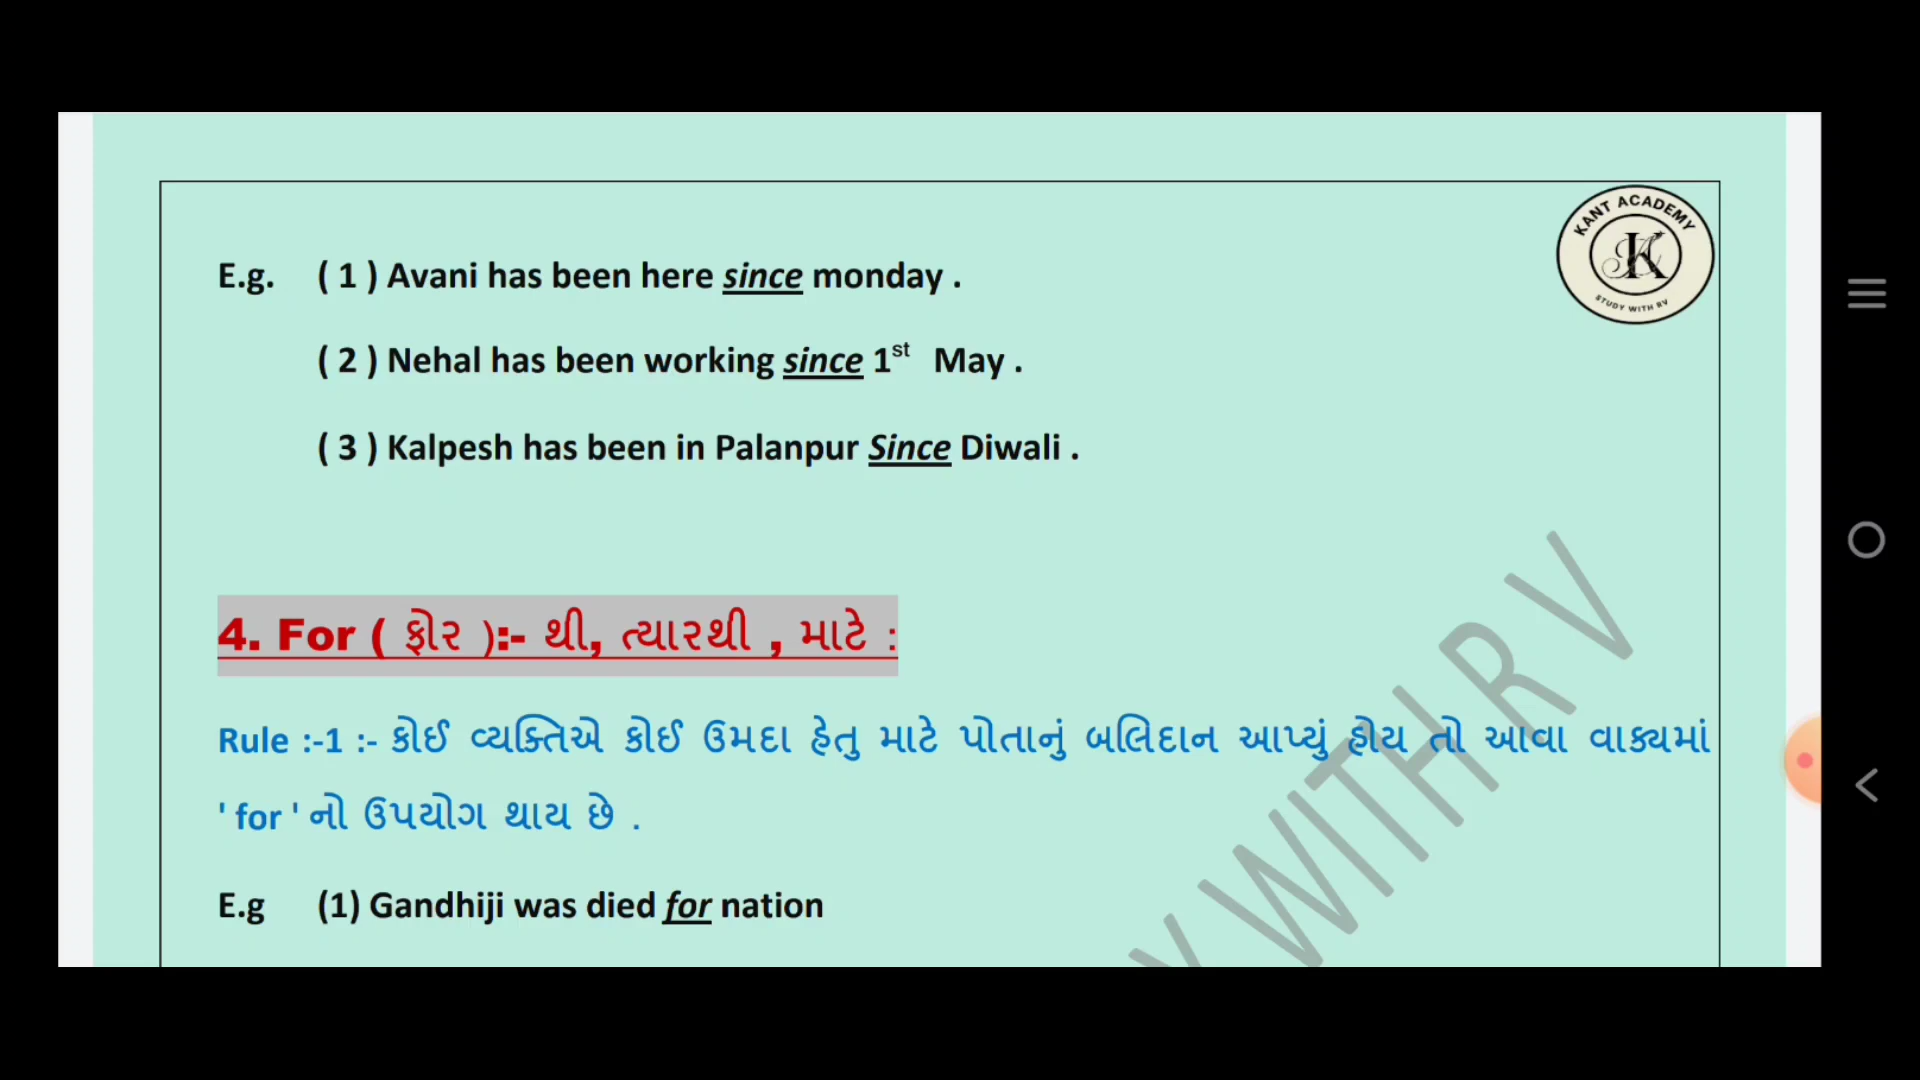 KANT ACADEMY
K
STUDY WITH RV
E.g. ( 1 ) Avani has been here since monday .
( 2 ) Nehal has been working since 1st May .
( 3 ) Kalpesh has been in Palanpur Since Diwali .
4. For ( ફોર ):- થી, ત્યારથી , માટે :
Rule :-1 :- કોઈ વ્યક્તિએ કોઈ ઉમદા હેતુ માટે પોતાનું બલિદાન આપ્યું હોય તો આવા વાક્યમાં
' for ' નો ઉપયોગ થાય છે .
E.g (1) Gandhiji was died for nation
Y WITH R V